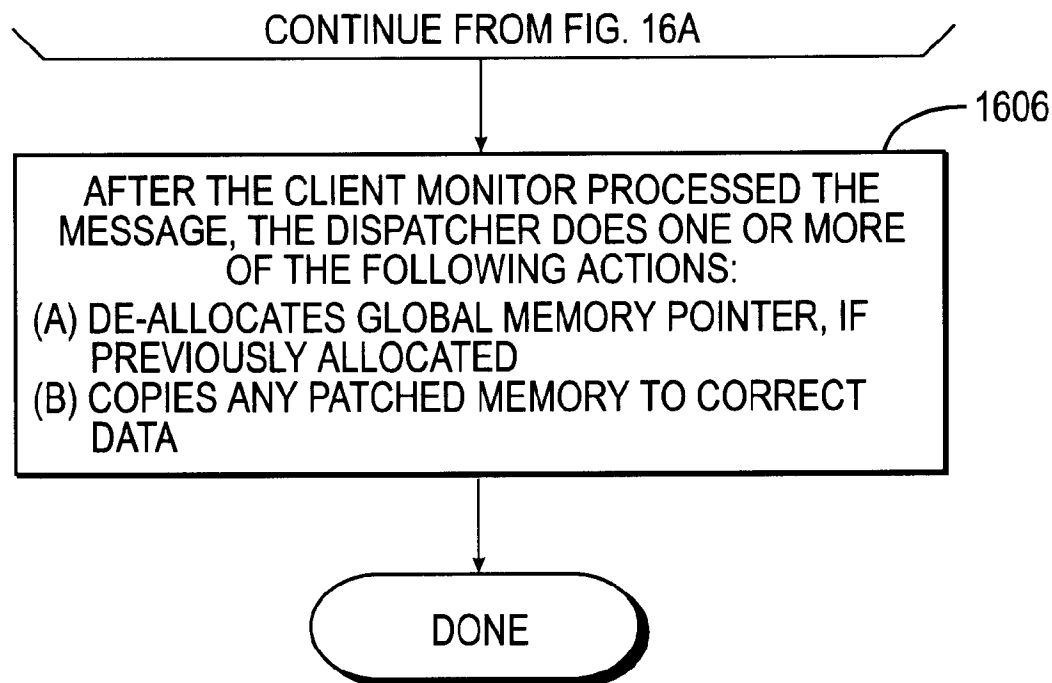 CONTINUE FROM FIG. 16A
1606
AFTER THE CLIENT MONITOR PROCESSED THE
MESSAGE, THE DISPATCHER DOES ONE OR MORE
OF THE FOLLOWING ACTIONS:
(A) DE-ALLOCATES GLOBAL MEMORY POINTER, IF
PREVIOUSLY ALLOCATED
(B) COPIES ANY PATCHED MEMORY TO CORRECT
DATA
DONE